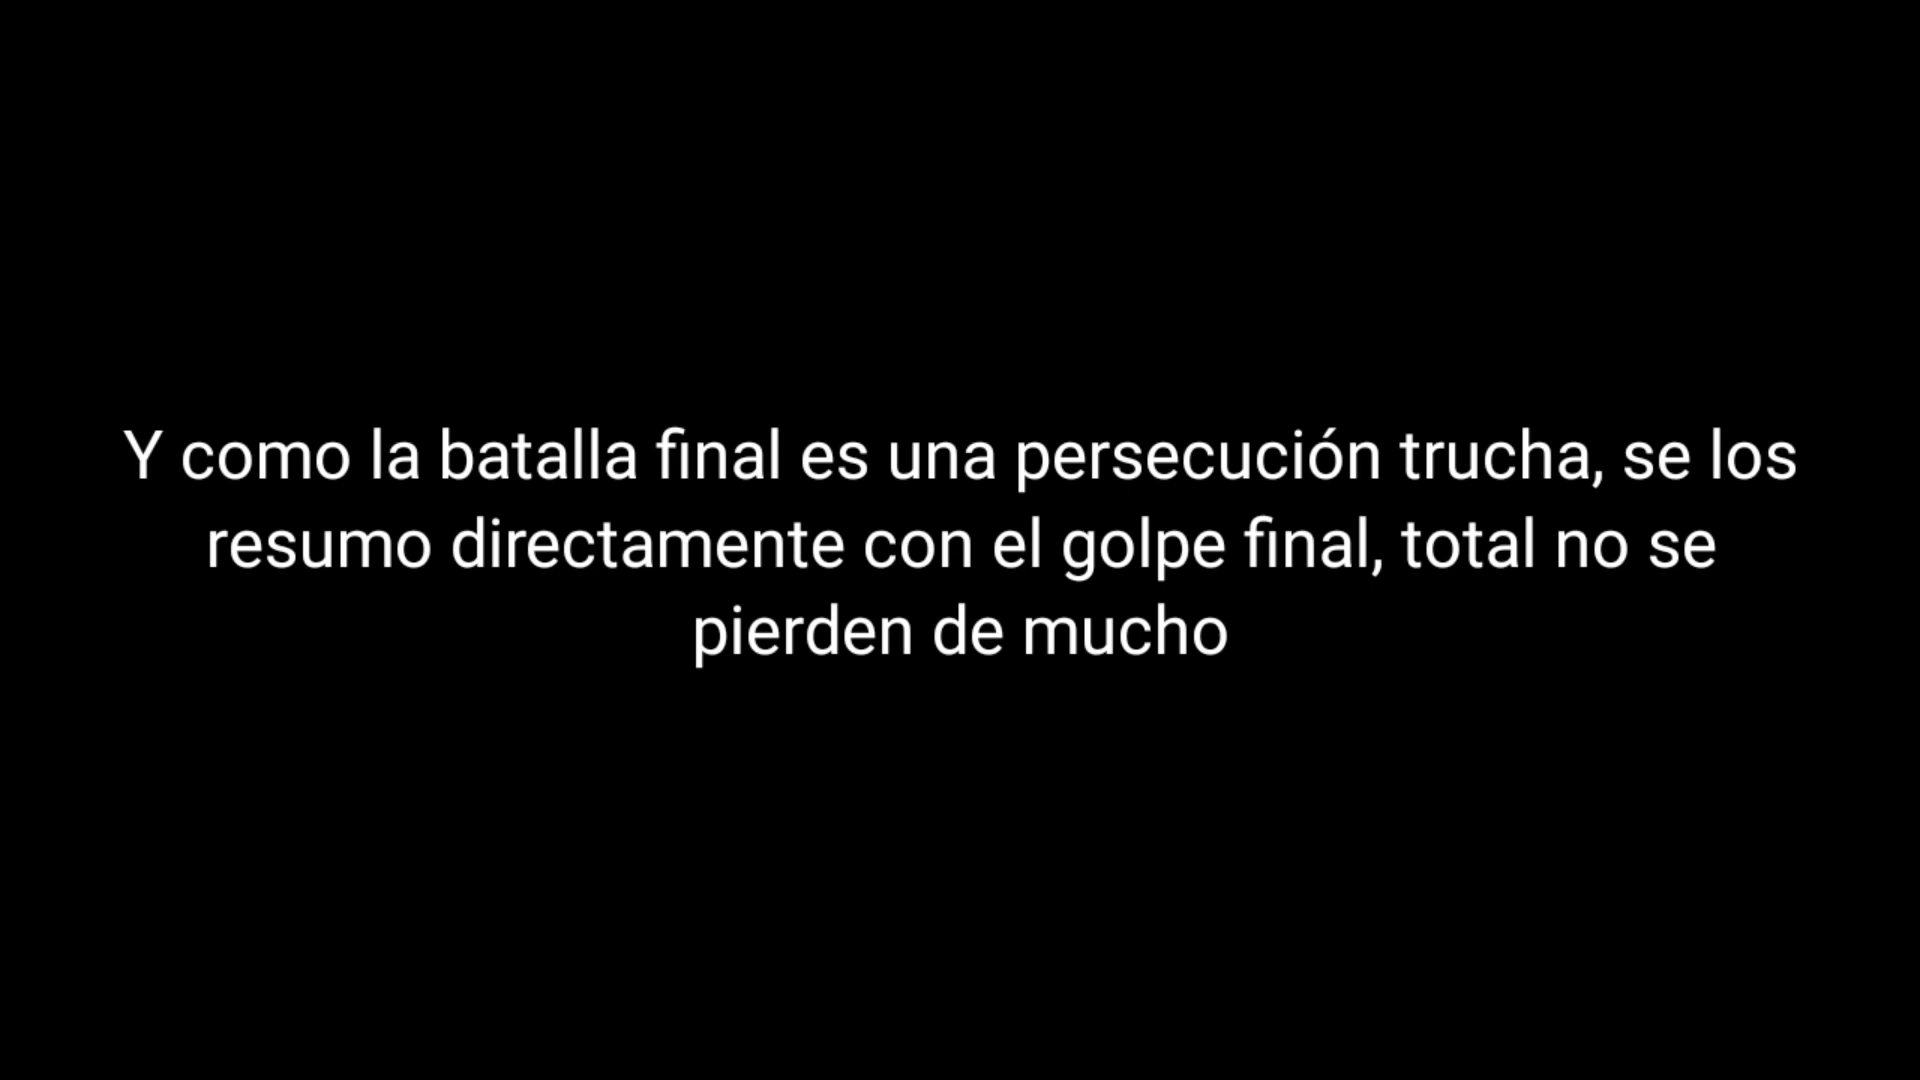 Y como la batalla final es una persecución trucha, se los
resumo directamente con el golpe final, total no se
pierden de mucho